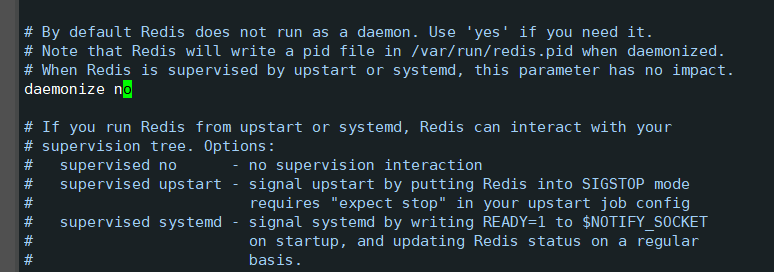 # By default Redis does not run as a daemon. Use 'yes' if you need it.
# Note that Redis will write a pid file in /var/run/redis.pid when daemonized.
# When Redis is supervised by upstart or systemd, this parameter has no impact.
daemonize no
# If you run Redis from upstart or systemd, Redis can interact with your
# supervision tree. Options:
#   supervised no      - no supervision interaction
#   supervised upstart - signal upstart by putting Redis into SIGSTOP mode
#                        requires "expect stop" in your upstart job config
#   supervised systemd - signal systemd by writing READY=1 to $NOTIFY_SOCKET
#                        on startup, and updating Redis status on a regular
#                        basis.